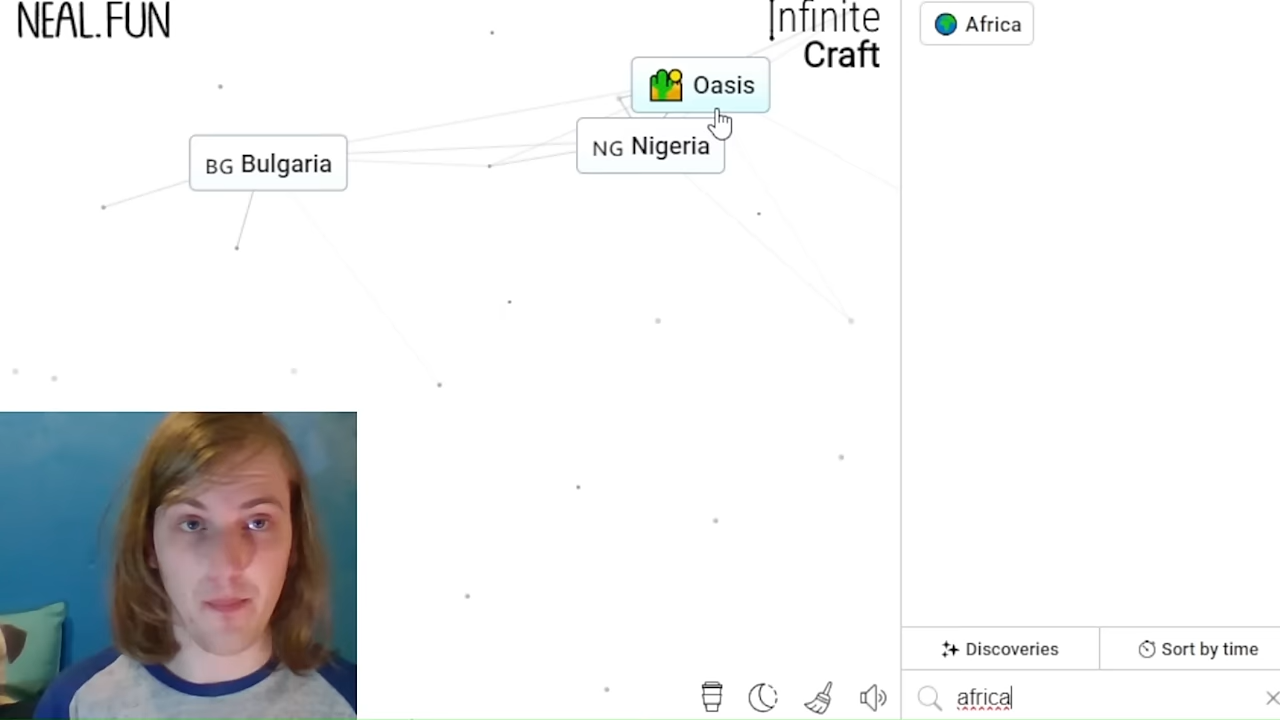 NEAL.FUN
Infinite
Craft
Africa
Oasis
NG Nigeria
BG Bulgaria
Discoveries
Sort by time
africa